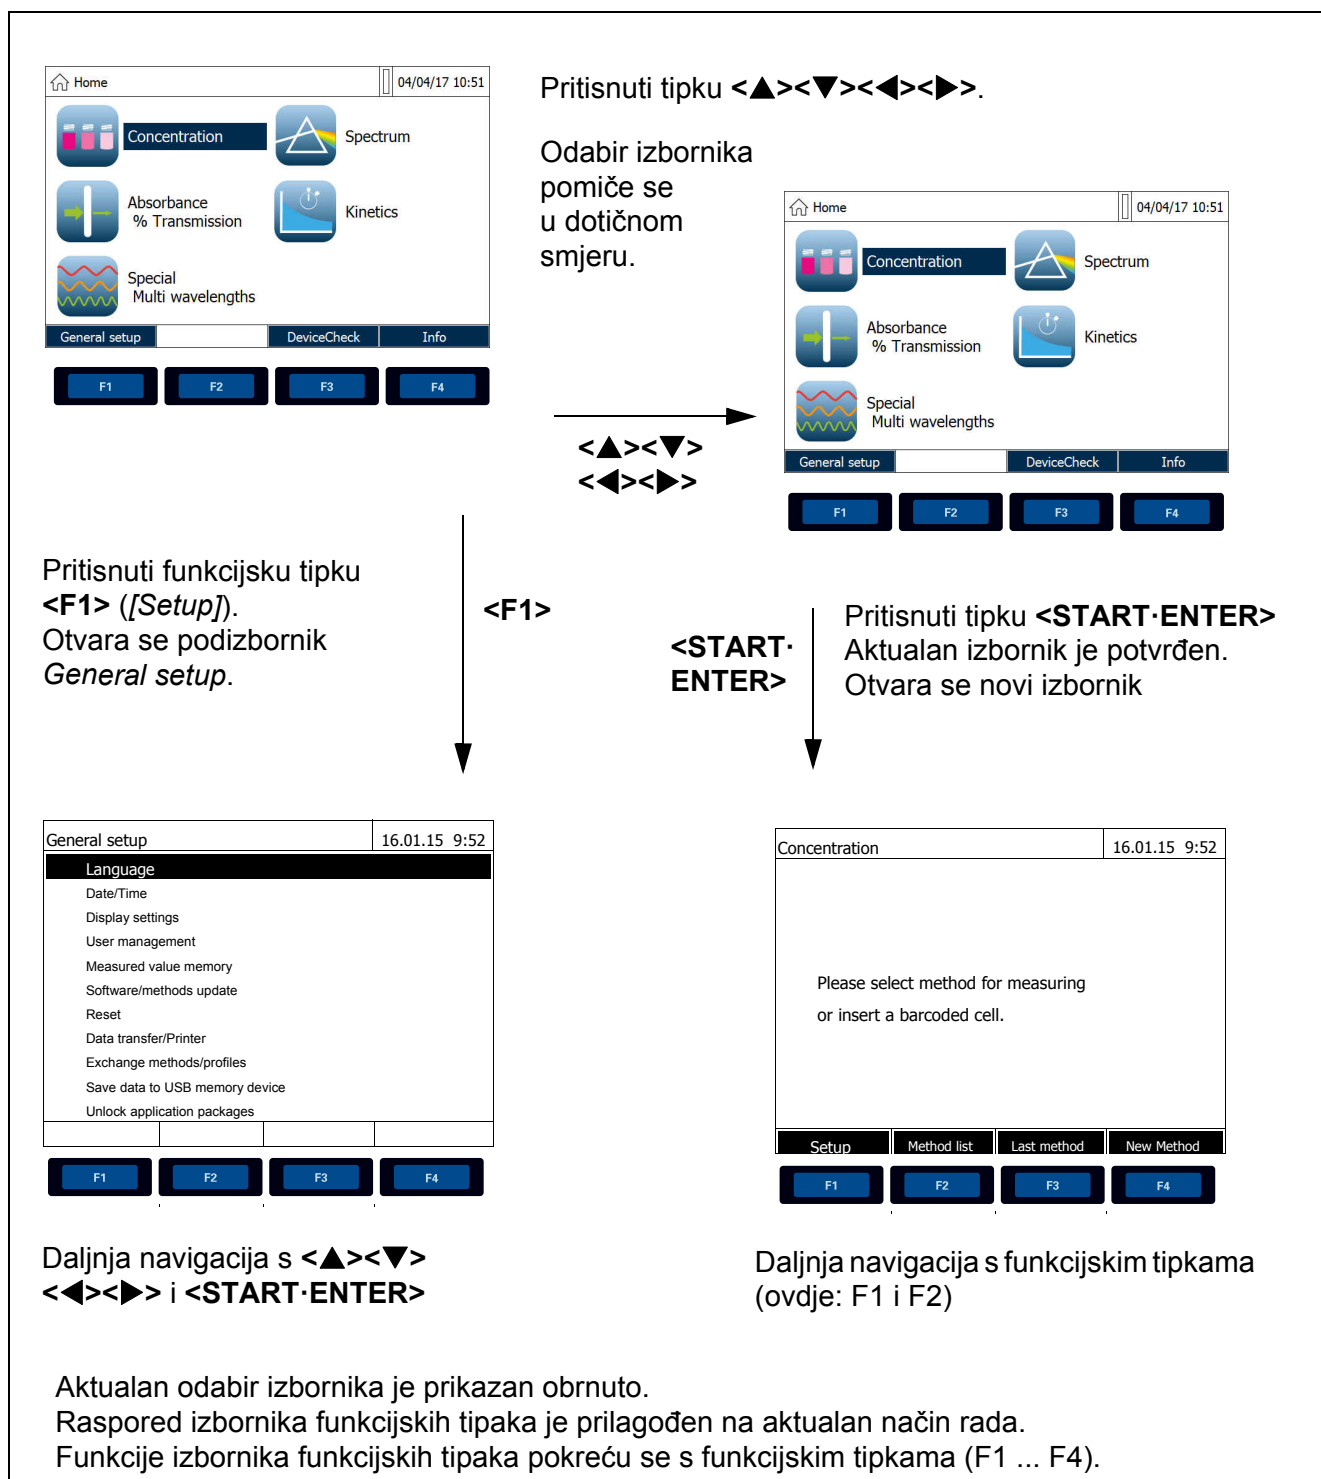 Home 04/04/17 10:51
Concentration Spectrum
Absorbance
% Transmission
Kinetics
Special
Multi wavelengths
General setup DeviceCheck Info
F1 F2 F3 F4
Pritisnuti tipku <▲><▼><◀><▶>.
Odabir izbornika
pomiče se
u dotičnom
smjeru.
Home 04/04/17 10:51
Concentration Spectrum
Absorbance
% Transmission
Kinetics
Special
Multi wavelengths
General setup DeviceCheck Info
F1 F2 F3 F4
<▲><▼>
<◀><▶>
Pritisnuti funkcijsku tipku
<F1> ([Setup]).
Otvara se podizbornik
General setup.
<F1>
<START·
ENTER>
Pritisnuti tipku <START·ENTER>
Aktualan izbornik je potvrđen.
Otvara se novi izbornik
General setup 16.01.15 9:52
Language
Date/Time
Display settings
User management
Measured value memory
Software/methods update
Reset
Data transfer/Printer
Exchange methods/profiles
Save data to USB memory device
Unlock application packages
F1 F2 F3 F4
Concentration 16.01.15 9:52
Please select method for measuring
or insert a barcoded cell.
Setup Method list Last method New Method
F1 F2 F3 F4
Daljnja navigacija s <▲><▼>
<◀><▶> i <START·ENTER>
Daljnja navigacija s funkcijskim tipkama
(ovdje: F1 i F2)
Aktualan odabir izbornika je prikazan obrnuto.
Raspored izbornika funkcijskih tipaka je prilagođen na aktualan način rada.
Funkcije izbornika funkcijskih tipaka pokreću se s funkcijskim tipkama (F1 ... F4).